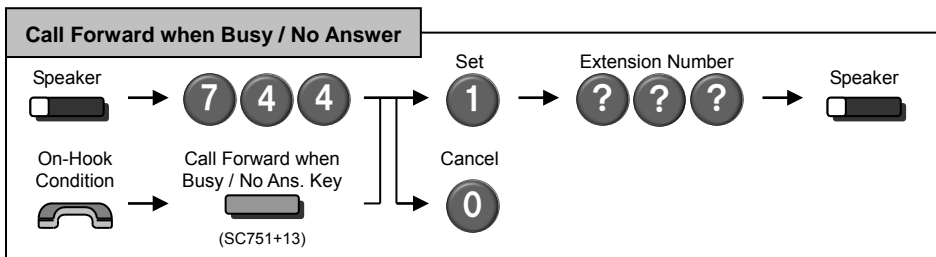 Call Forward when Busy / No Answer
Speaker
7 4 4
Set
1
Extension Number
? ? ?
Speaker
On-Hook
Condition
Call Forward when
Busy / No Ans. Key
(SC751+13)
Cancel
0